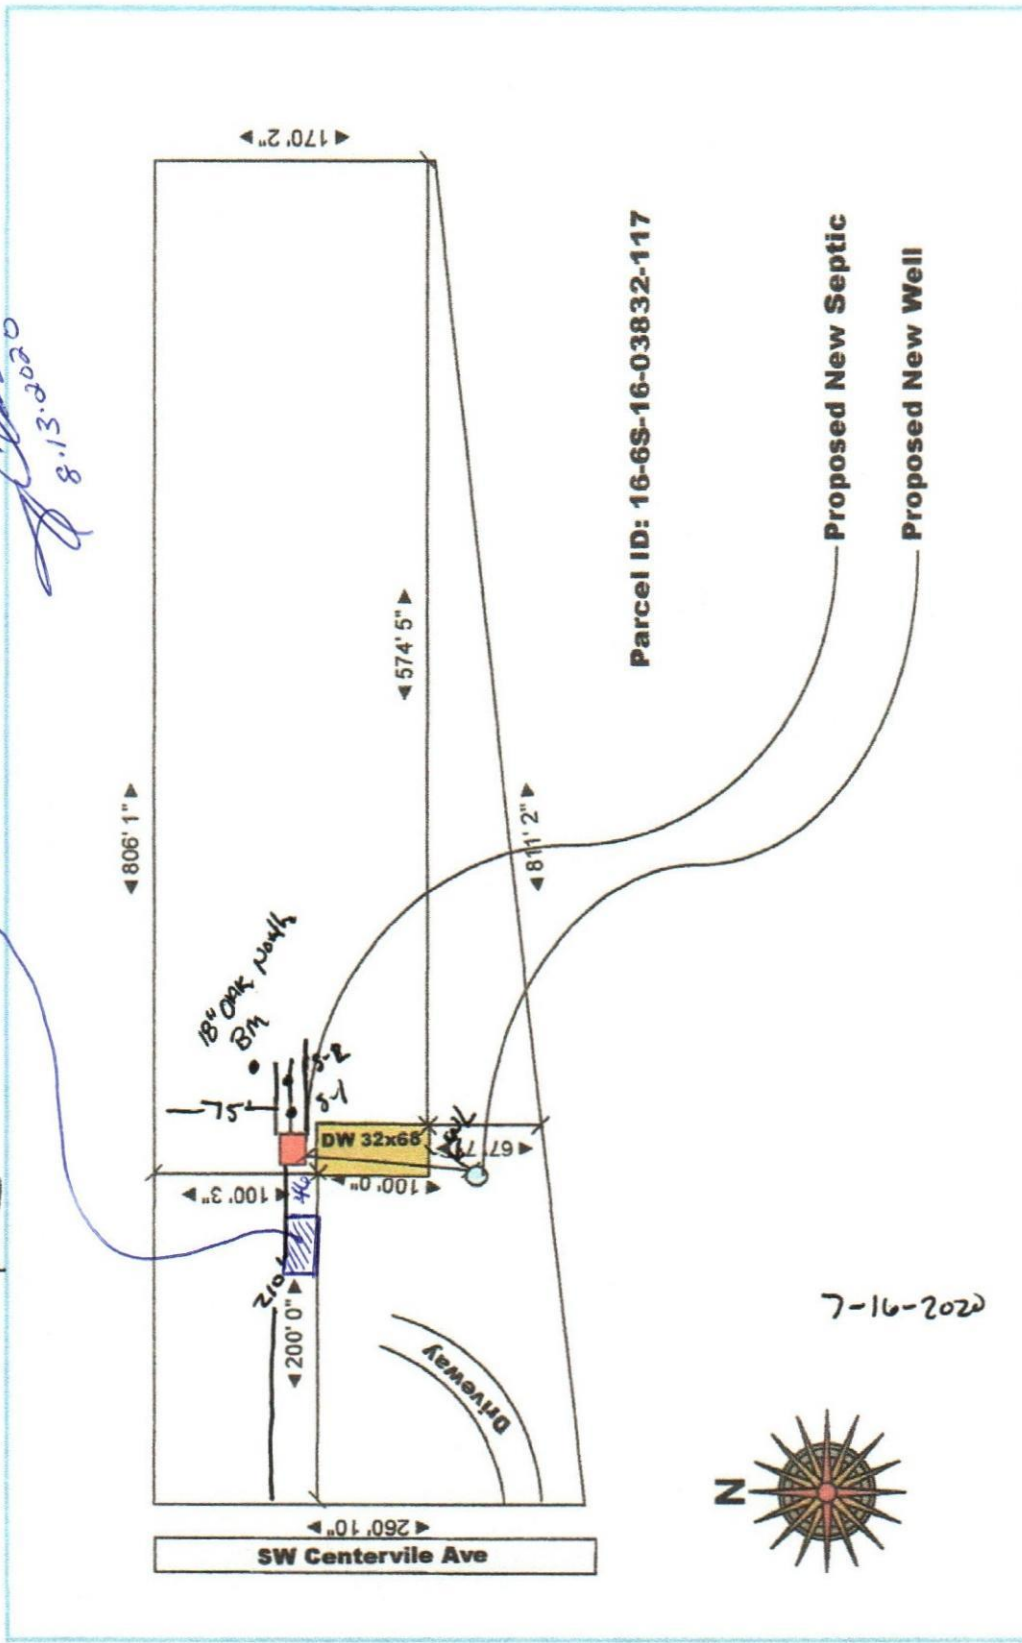 8.13.2020
170' 2"
806' 1"
574' 5"
811' 2"
18" OAK North
BM
75'
S-2
S-1
DW 32x68
67' 7"
100' 0"
100' 3"
46
210'
200' 0"
Driveway
260' 10"
SW Centervile Ave
Parcel ID: 16-6S-16-03832-117
Proposed New Septic
Proposed New Well
N
7-16-2020